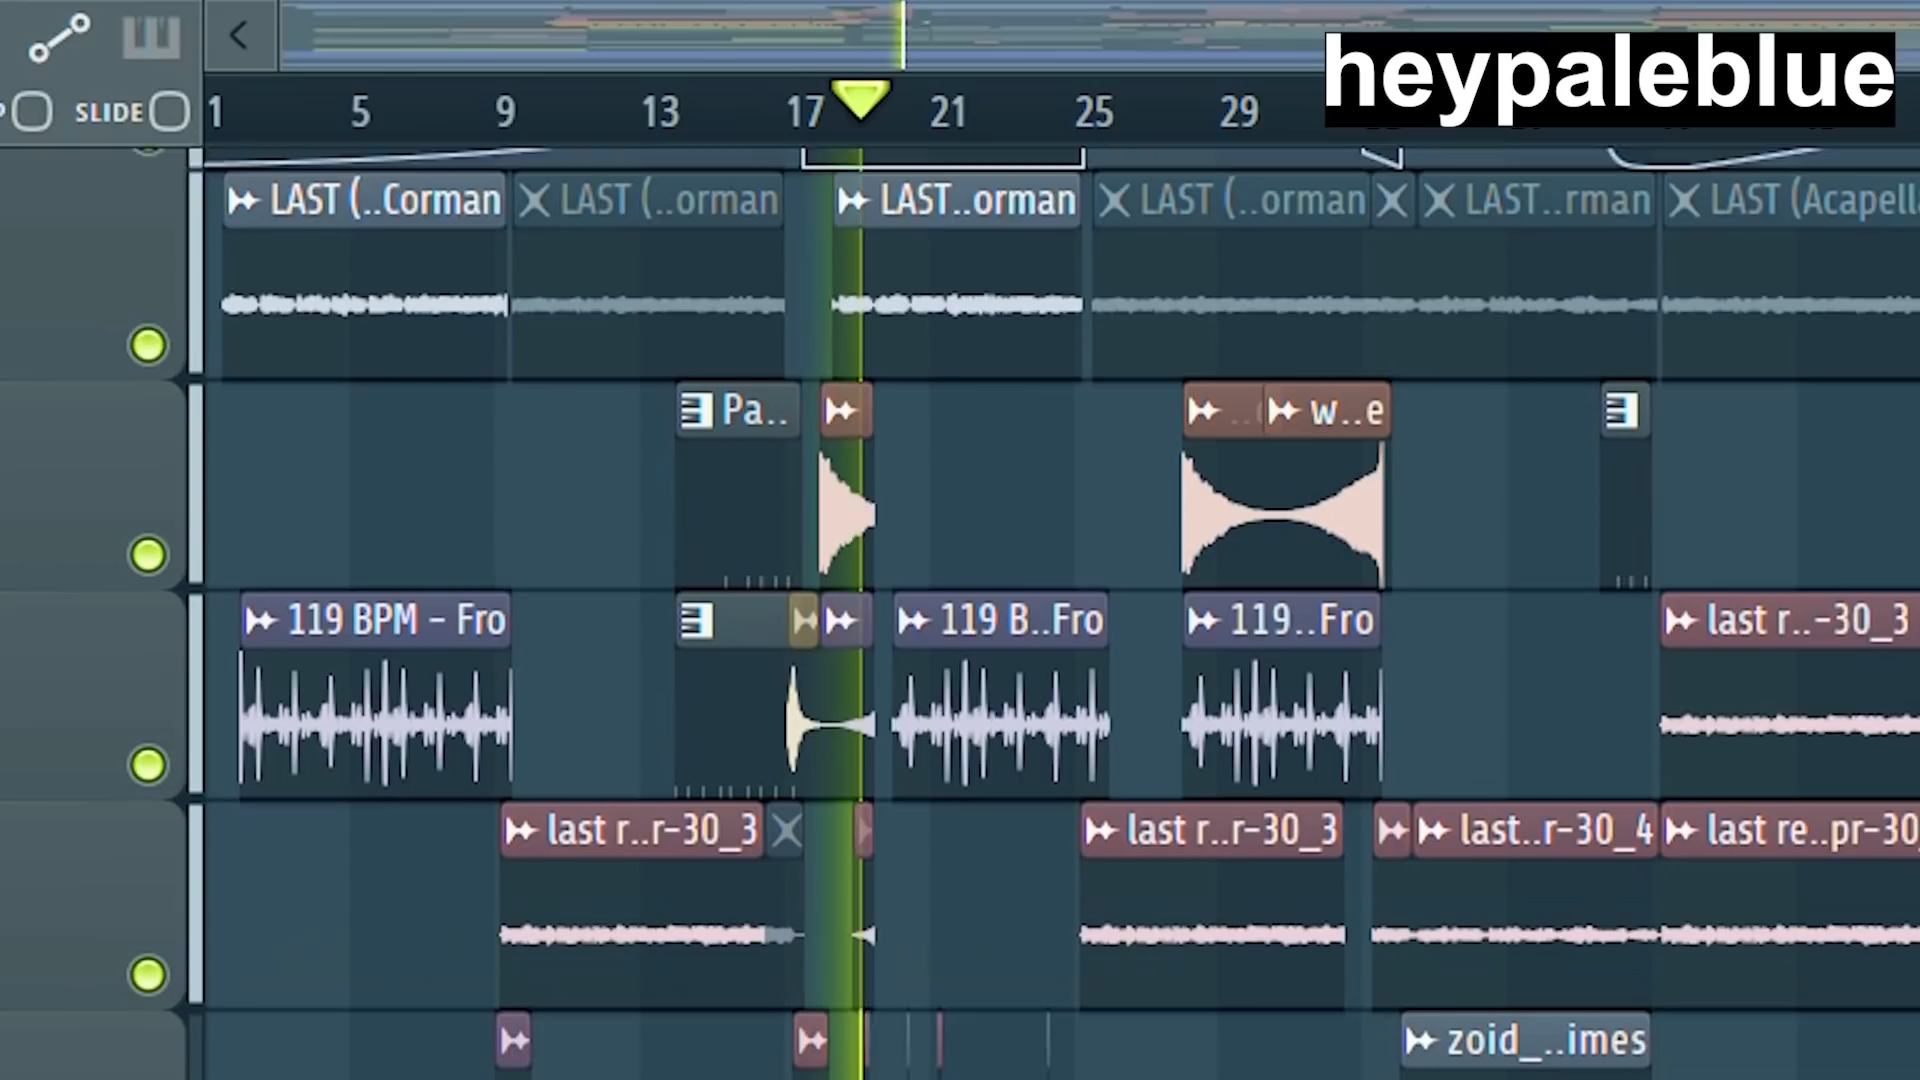 heypaleblue
SLIDE 1 5 9 13 17 21 25 29
LAST (..Corman LAST (..orman LAST..orman LAST (..orman LAST..rman LAST (Acapell
Pa.. w..e
119 BPM - Fro 119 B..Fro 119..Fro last r..-30_3
last r..r-30_3 last r..r-30_3 last..r-30_4 last re..pr-30
zoid_..imes